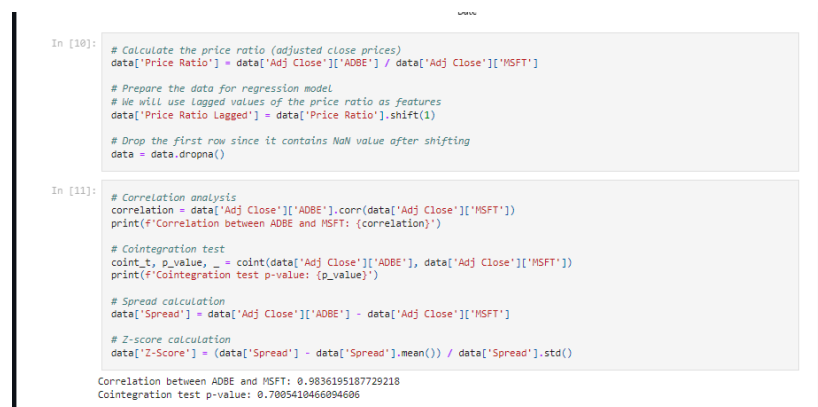 Date
In [10]:
# Calculate the price ratio (adjusted close prices)
data['Price Ratio'] = data['Adj Close']['ADBE'] / data['Adj Close']['MSFT']
# Prepare the data for regression model
# We will use lagged values of the price ratio as features
data['Price Ratio Lagged'] = data['Price Ratio'].shift(1)
# Drop the first row since it contains NaN value after shifting
data = data.dropna()
In [11]:
# Correlation analysis
correlation = data['Adj Close']['ADBE'].corr(data['Adj Close']['MSFT'])
print(f'Correlation between ADBE and MSFT: {correlation}')
# Cointegration test
coint_t, p_value, _ = coint(data['Adj Close']['ADBE'], data['Adj Close']['MSFT'])
print(f'Cointegration test p-value: {p_value}')
# Spread calculation
data['Spread'] = data['Adj Close']['ADBE'] - data['Adj Close']['MSFT']
# Z-score calculation
data['Z-Score'] = (data['Spread'] - data['Spread'].mean()) / data['Spread'].std()
Correlation between ADBE and MSFT: 0.9836195187729218
Cointegration test p-value: 0.7005410466094606